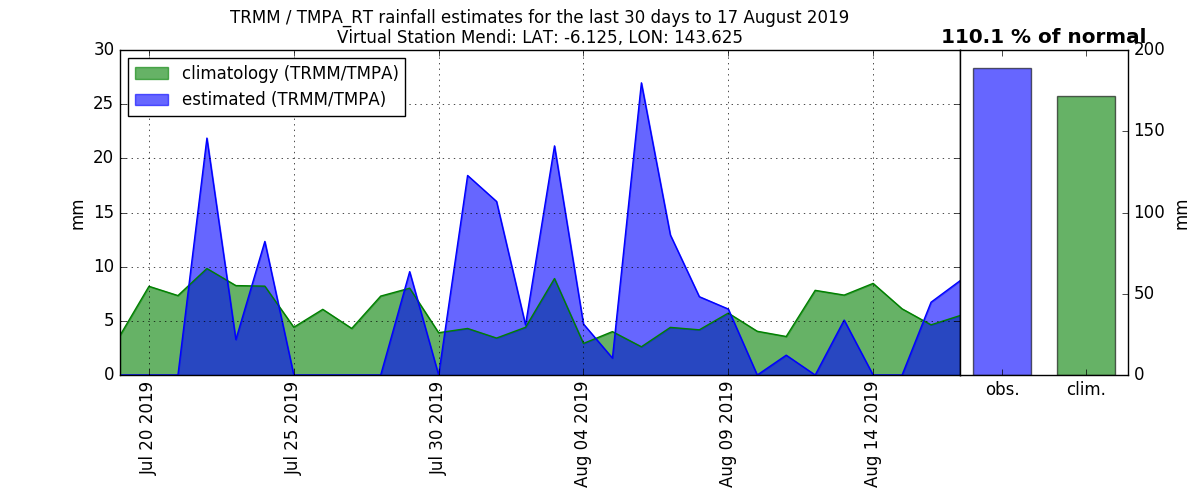 TRMM / TMPA_RT rainfall estimates for the last 30 days to 17 August 2019
Virtual Station Mendi: LAT: -6.125, LON: 143.625
110.1 % of normal
climatology (TRMM/TMPA)
estimated (TRMM/TMPA)
mm
30
25
20
15
10
5
0
Jul 20 2019
Jul 25 2019
Jul 30 2019
Aug 04 2019
Aug 09 2019
Aug 14 2019
obs.
clim.
200
150
100
50
0
mm